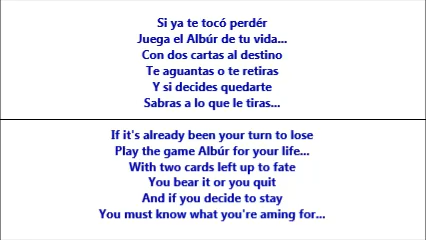 Si ya te tocó perdér
Juega el Albúr de tu vida...
Con dos cartas al destino
Te aguantas o te retiras
Y si decides quedarte
Sabras a lo que le tiras...
If it's already been your turn to lose
Play the game Albúr for your life...
With two cards left up to fate
You bear it or you quit
And if you decide to stay
You must know what you're aming for...